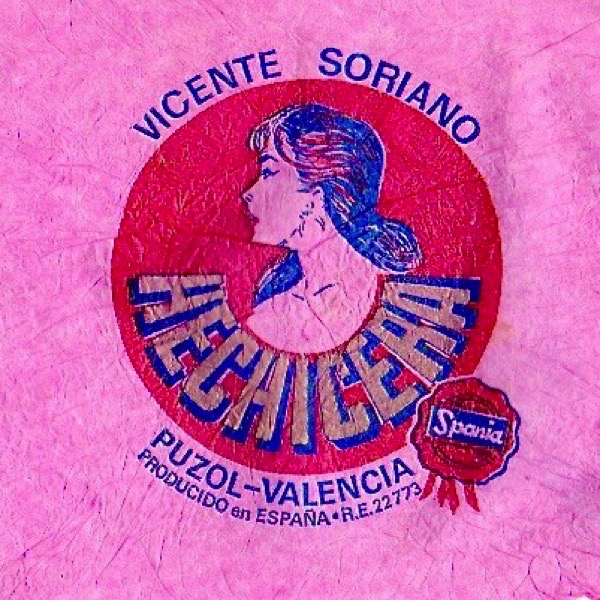 VICENTE SORIANO
HECHICERA
Spania
PUZOL-VALENCIA
PRODUCIDO en ESPAÑA • R.E. 22773